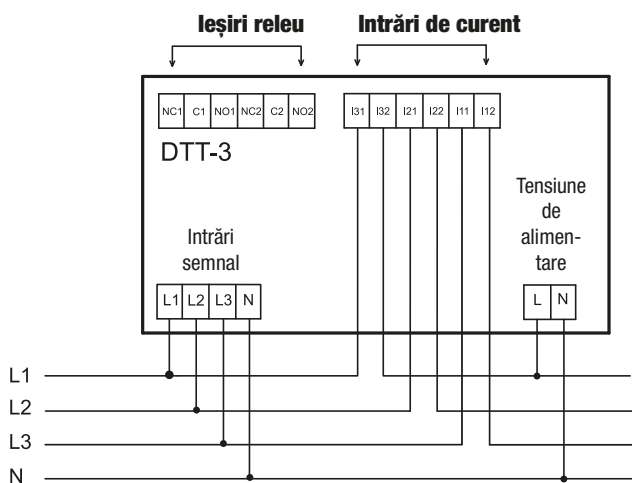 Ieșiri releu
Intrări de curent
NC1 C1 NO1 NC2 C2 NO2
I31 I32 I21 I22 I11 I12
DTT-3
Tensiune
de
alimen-
tare
Intrări
semnal
L1 L2 L3 N
L N
L1
L2
L3
N